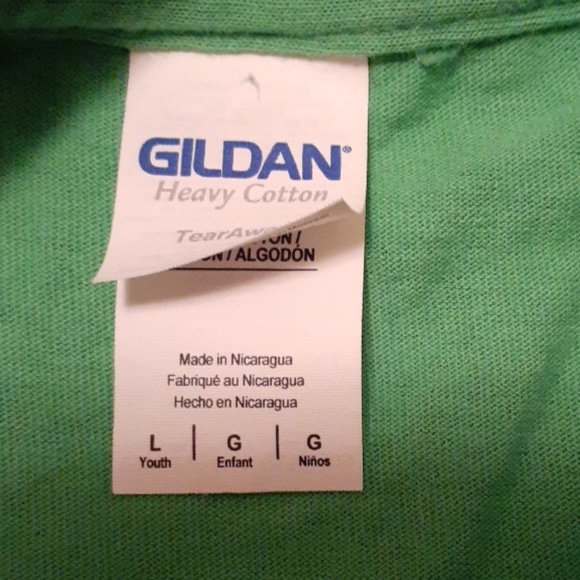 GILDAN®
Heavy Cotton
/ALGODÓN
Made in Nicaragua
Fabriqué au Nicaragua
Hecho en Nicaragua
L | G | G
Youth Enfant Niños